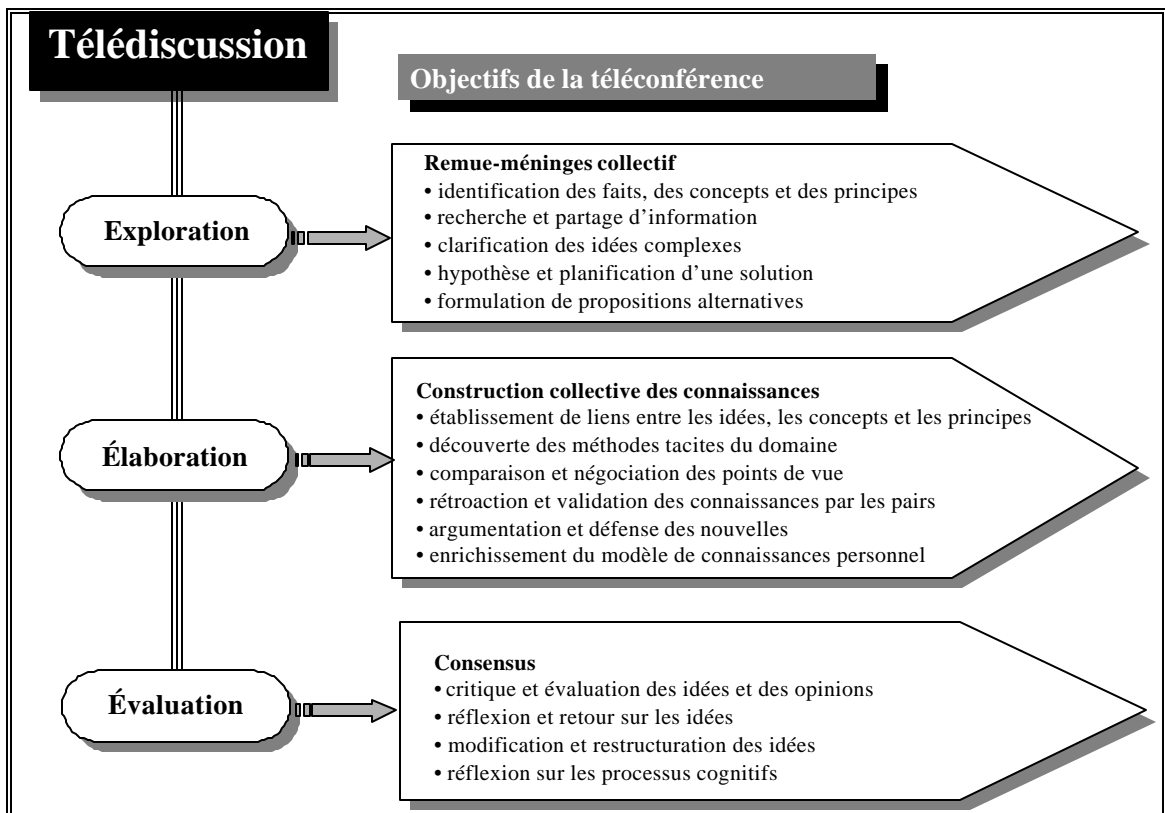 Télédiscussion
Objectifs de la téléconférence
Exploration
Remue-méninges collectif
• identification des faits, des concepts et des principes
• recherche et partage d'information
• clarification des idées complexes
• hypothèse et planification d'une solution
• formulation de propositions alternatives
Élaboration
Construction collective des connaissances
• établissement de liens entre les idées, les concepts et les principes
• découverte des méthodes tacites du domaine
• comparaison et négociation des points de vue
• rétroaction et validation des connaissances par les pairs
• argumentation et défense des nouvelles
• enrichissement du modèle de connaissances personnel
Évaluation
Consensus
• critique et évaluation des idées et des opinions
• réflexion et retour sur les idées
• modification et restructuration des idées
• réflexion sur les processus cognitifs